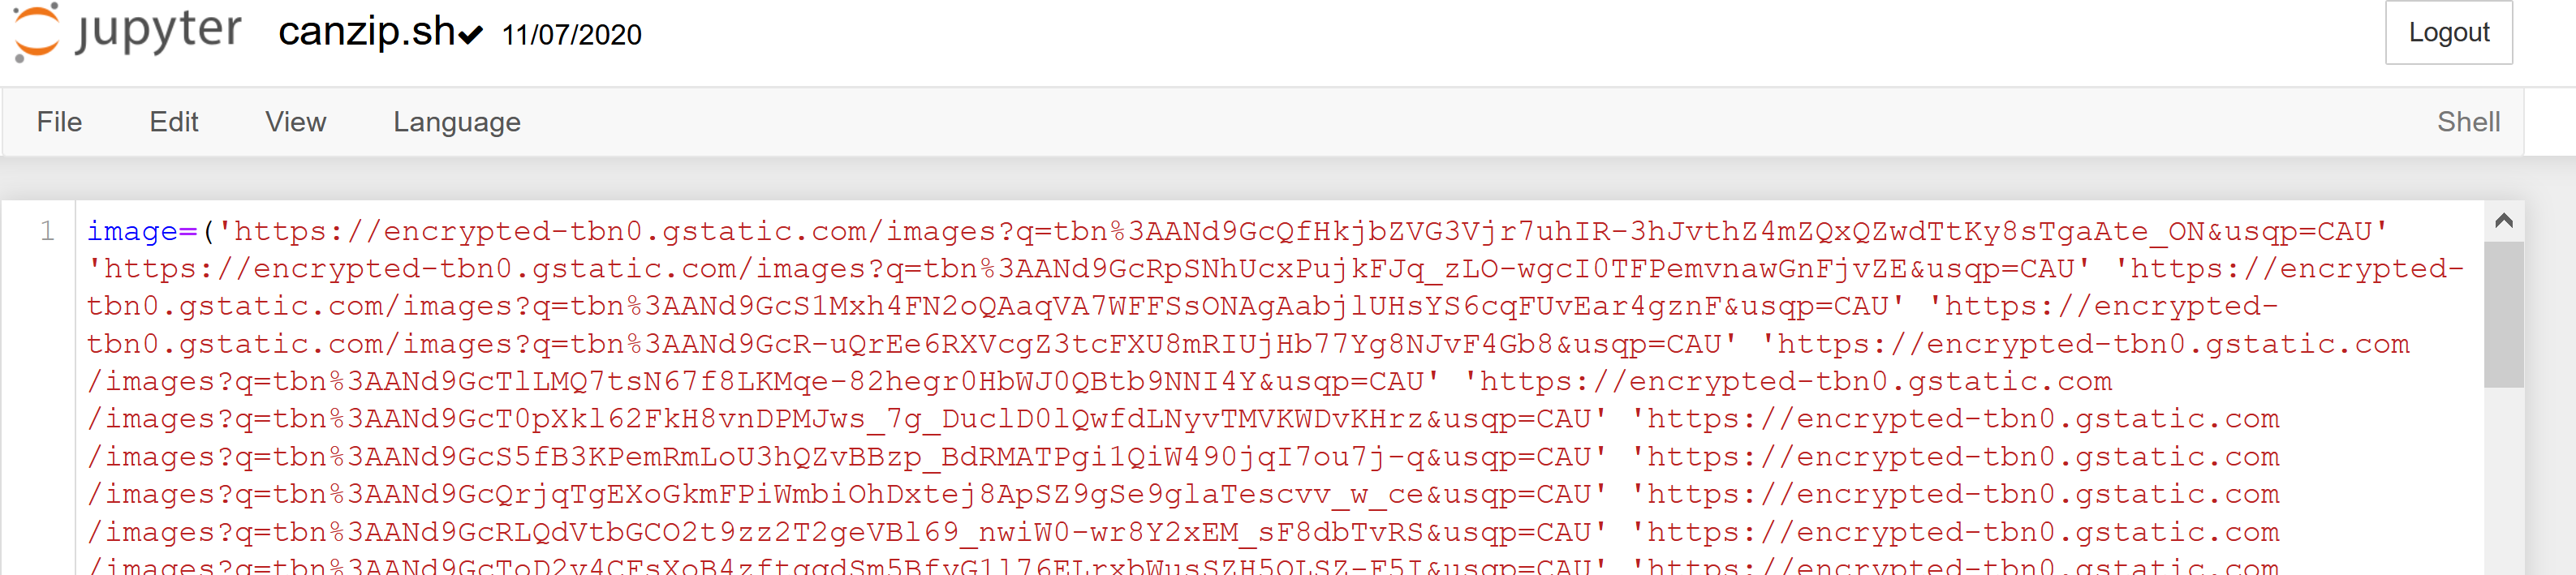 jupyter canzip.sh 11/07/2020 Logout
File Edit View Language Shell
1 image=('https://encrypted-tbn0.gstatic.com/images?q=tbn%3AANd9GcQfHkjbZVG3Vjr7uhIR-3hJvthZ4mZQxQZwdTtKy8sTgaAte_ON&usqp=CAU'
'https://encrypted-tbn0.gstatic.com/images?q=tbn%3AANd9GcRpSNhUcxPujkFJq_zLO-wgcI0TFPemvnawGnFjvZE&usqp=CAU' 'https://encrypted-
tbn0.gstatic.com/images?q=tbn%3AANd9GcS1Mxh4FN2oQAaqVA7WFFSsONAgAabjlUHsYS6cqFUvEar4gznF&usqp=CAU' 'https://encrypted-
tbn0.gstatic.com/images?q=tbn%3AANd9GcR-uQrEe6RXVcgZ3tcFXU8mRIUjHb77Yg8NJvF4Gb8&usqp=CAU' 'https://encrypted-tbn0.gstatic.com
/images?q=tbn%3AANd9GcTlLMQ7tsN67f8LKMqe-82hegr0HbWJ0QBtb9NNI4Y&usqp=CAU' 'https://encrypted-tbn0.gstatic.com
/images?q=tbn%3AANd9GcT0pXkl62FkH8vnDPMJws_7g_DuclD0lQwfdLNyvTMVKWDvKHrz&usqp=CAU' 'https://encrypted-tbn0.gstatic.com
/images?q=tbn%3AANd9GcS5fB3KPemRmLoU3hQZvBBzp_BdRMATPgi1QiW490jqI7ou7j-q&usqp=CAU' 'https://encrypted-tbn0.gstatic.com
/images?q=tbn%3AANd9GcQrjqTgEXoGkmFPiWmbiOhDxtej8ApSZ9gSe9glaTescvv_w_ce&usqp=CAU' 'https://encrypted-tbn0.gstatic.com
/images?q=tbn%3AANd9GcRLQdVtbGCO2t9zz2T2geVBl69_nwiW0-wr8Y2xEM_sF8dbTvRS&usqp=CAU' 'https://encrypted-tbn0.gstatic.com
'https://encrypted-tbn0.gstatic.com